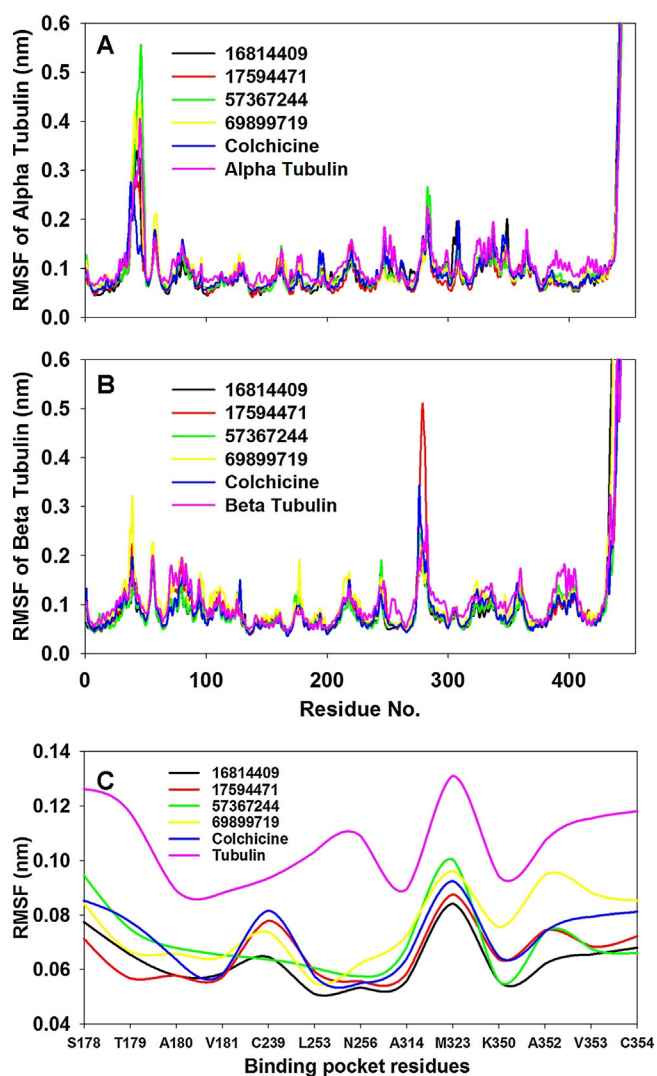 A
RMSF of Alpha Tubulin (nm)
0.6
0.5
0.4
0.3
0.2
0.1
0.0
16814409
17594471
57367244
69899719
Colchicine
Alpha Tubulin
B
RMSF of Beta Tubulin (nm)
0.6
0.5
0.4
0.3
0.2
0.1
0.0
16814409
17594471
57367244
69899719
Colchicine
Beta Tubulin
0 100 200 300 400
Residue No.
C
RMSF (nm)
0.14
0.12
0.10
0.08
0.06
0.04
16814409
17594471
57367244
69899719
Colchicine
Tubulin
S178 T179 A180 V181 C239 L253 N256 A314 M323 K350 A352 V353 C354
Binding pocket residues